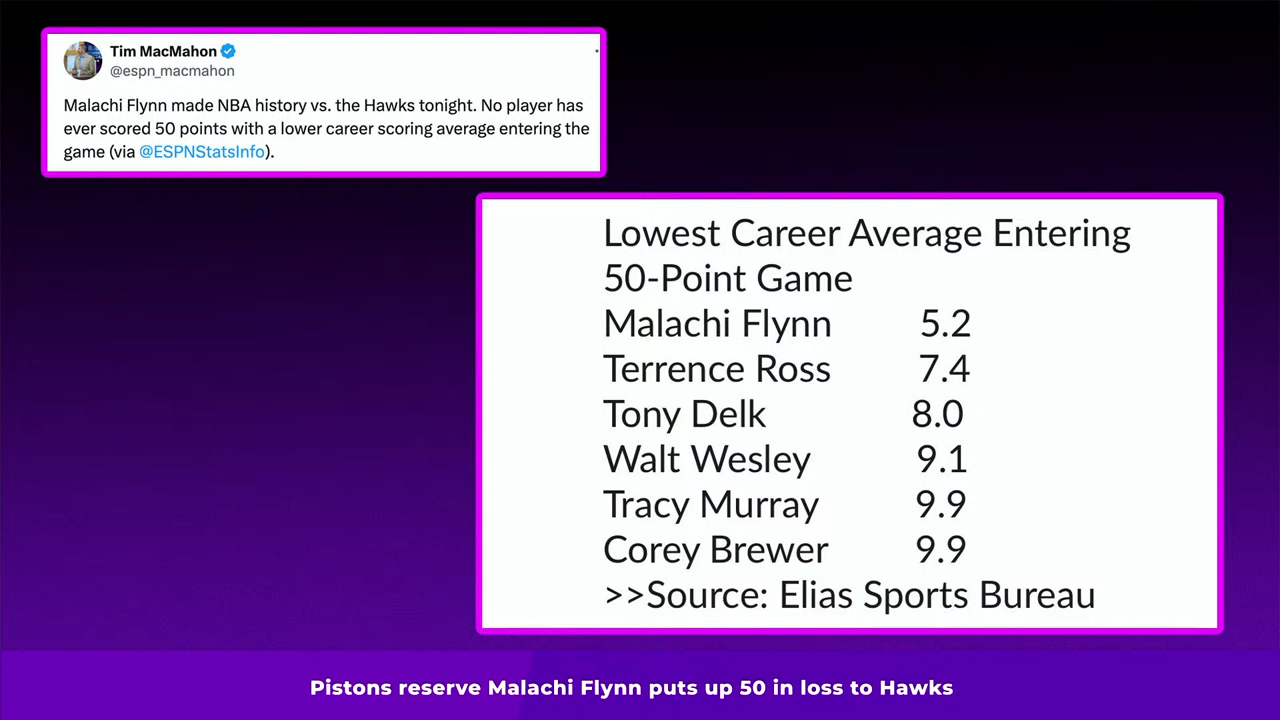 Tim MacMahon
@espn_macmahon
Malachi Flynn made NBA history vs. the Hawks tonight. No player has
ever scored 50 points with a lower career scoring average entering the
game (via @ESPNStatsInfo).
Lowest Career Average Entering
50-Point Game
Malachi Flynn 5.2
Terrence Ross 7.4
Tony Delk 8.0
Walt Wesley 9.1
Tracy Murray 9.9
Corey Brewer 9.9
>>Source: Elias Sports Bureau
Pistons reserve Malachi Flynn puts up 50 in loss to Hawks